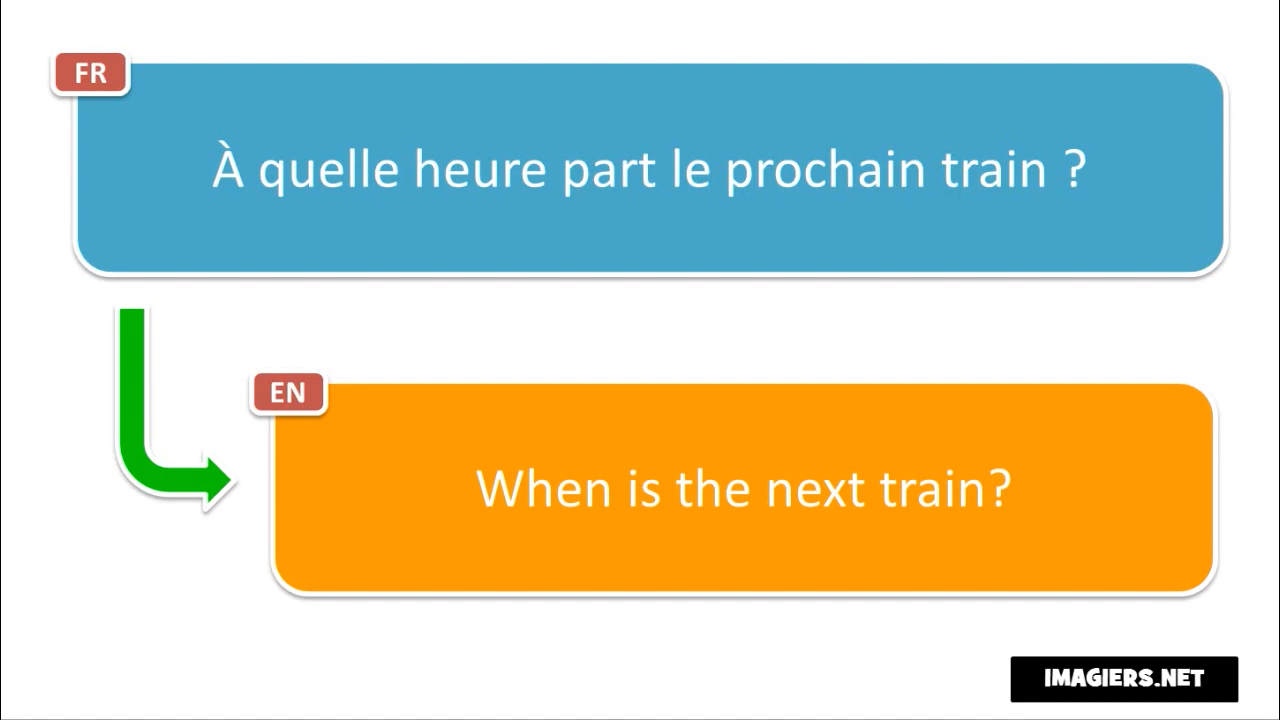 FR
À quelle heure part le prochain train ?
EN
When is the next train?
IMAGIERS.NET